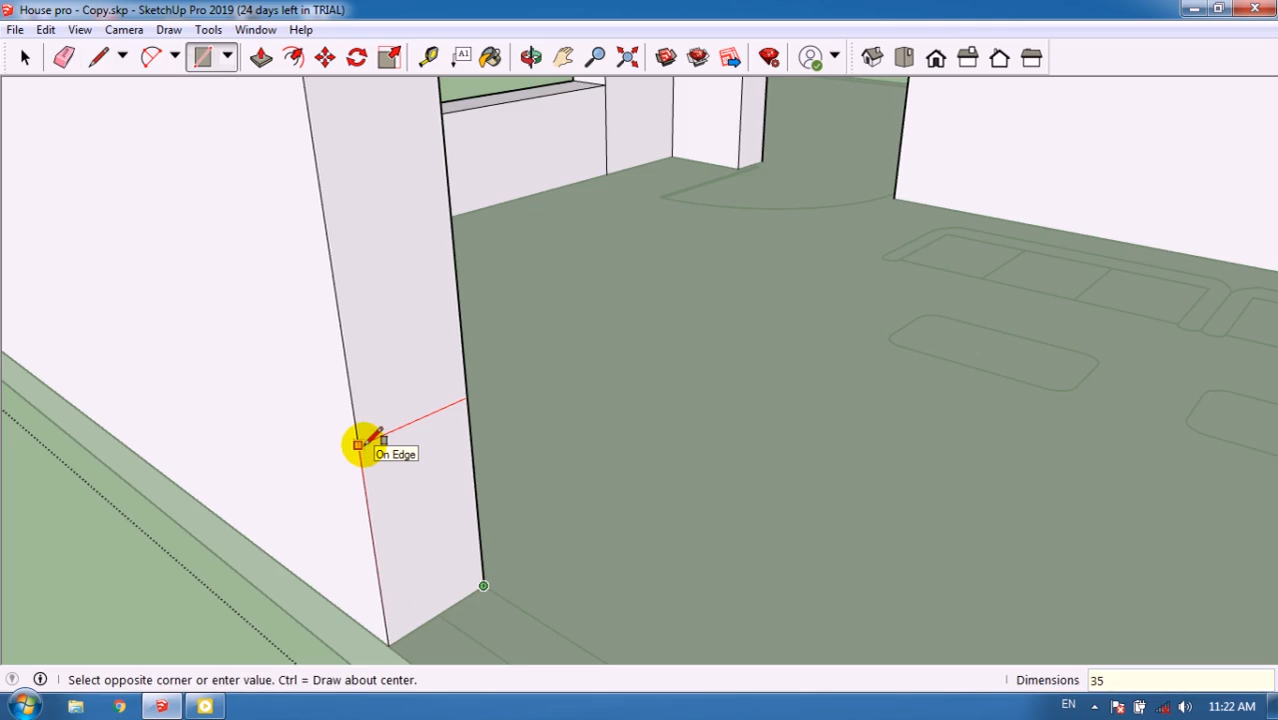 House pro - Copy.skp - SketchUp Pro 2019 (24 days left in TRIAL)
File Edit View Camera Draw Tools Window Help
A1
On Edge
Select opposite corner or enter value. Ctrl = Draw about center.
Dimensions 35
EN 11:22 AM